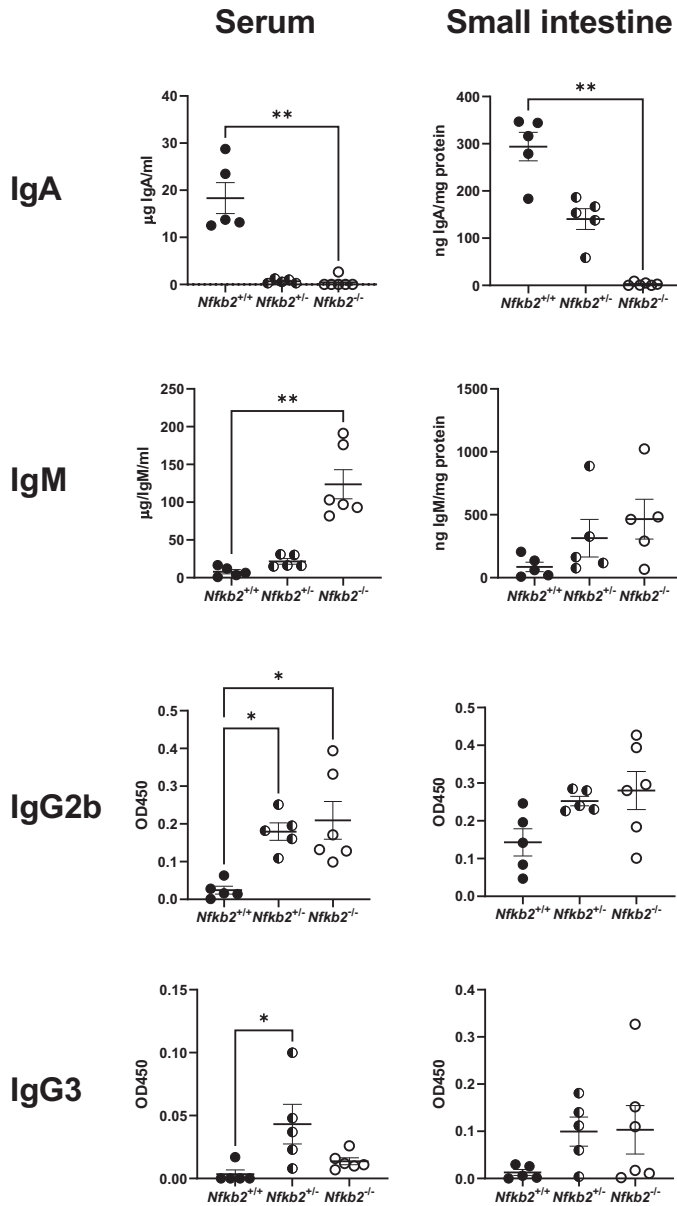 Serum Small intestine
IgA
**
µg IgA/ml
40
30
20
10
0
Nfkb2+/+ Nfkb2+/- Nfkb2-/-
**
ng IgA/mg protein
400
300
200
100
0
Nfkb2+/+ Nfkb2+/- Nfkb2-/-
IgM
**
µg/IgM/ml
250
200
150
100
50
0
Nfkb2+/+ Nfkb2+/- Nfkb2-/-
ng IgM/mg protein
1500
1000
500
0
Nfkb2+/+ Nfkb2+/- Nfkb2-/-
IgG2b
*
*
OD450
0.5
0.4
0.3
0.2
0.1
0.0
Nfkb2+/+ Nfkb2+/- Nfkb2-/-
OD450
0.5
0.4
0.3
0.2
0.1
0.0
Nfkb2+/+ Nfkb2+/- Nfkb2-/-
IgG3
*
OD450
0.15
0.10
0.05
0.00
Nfkb2+/+ Nfkb2+/- Nfkb2-/-
OD450
0.4
0.3
0.2
0.1
0.0
Nfkb2+/+ Nfkb2+/- Nfkb2-/-